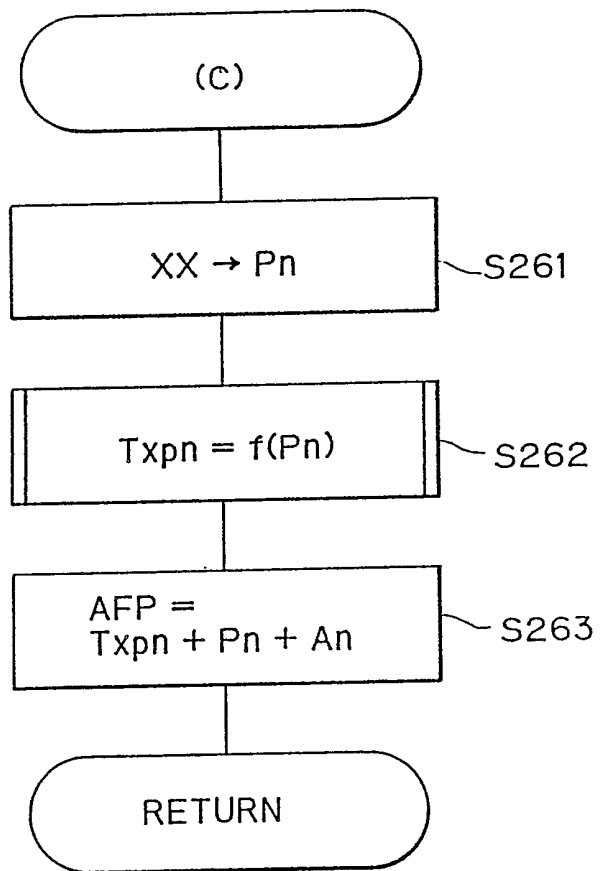 (C)
XX → Pn
S261
Txpn = f(Pn)
S262
AFP =
Txpn + Pn + An
S263
RETURN